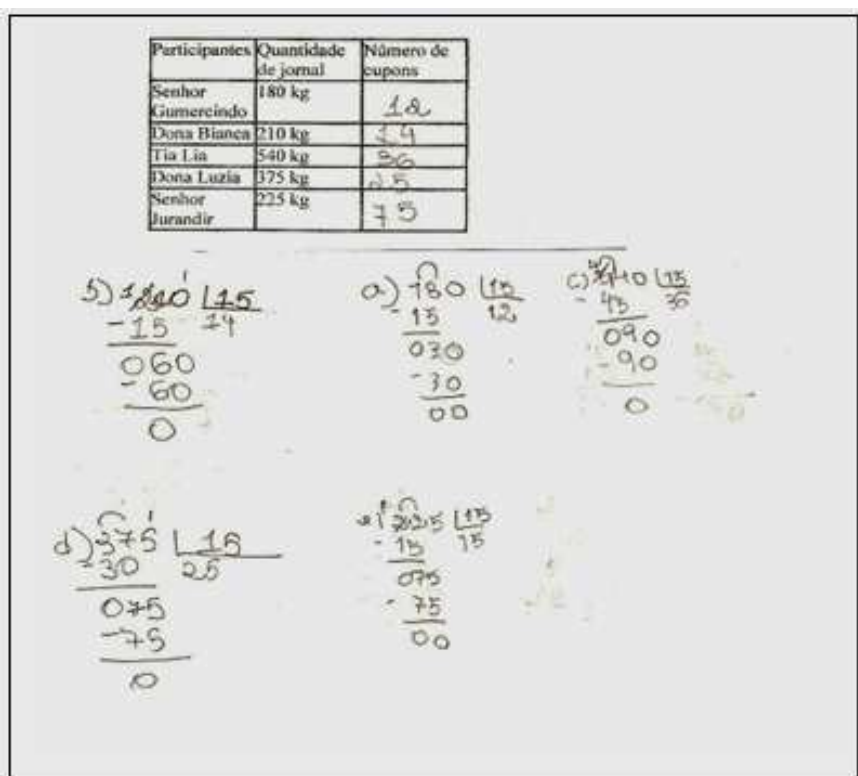 Participantes Quantidade de jornal Número de cupons
Senhor Gumercindo 180 kg 12
Dona Bianca 210 kg 14
Tia Lia 540 kg 36
Dona Luzia 375 kg 25
Senhor Jurandir 225 kg 75
b) 210 15
-15 14
060
-60
0
a) 180 15
-15 12
030
-30
00
c) 540 15
-45 36
090
-90
0
d) 375 15
-30 25
075
-75
0
e) 225 15
-15 15
075
-75
00